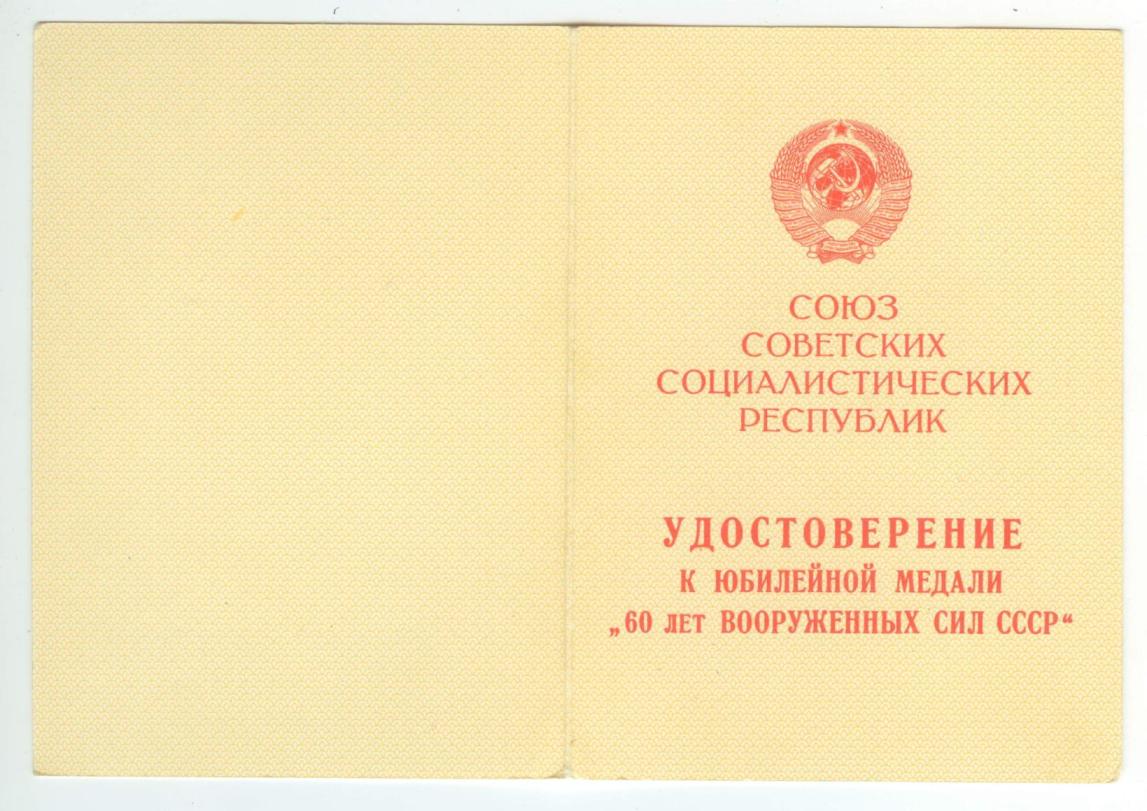 СОЮЗ
СОВЕТСКИХ
СОЦИАЛИСТИЧЕСКИХ
РЕСПУБЛИК
УДОСТОВЕРЕНИЕ
К ЮБИЛЕЙНОЙ МЕДАЛИ
„60 ЛЕТ ВООРУЖЕННЫХ СИЛ СССР“